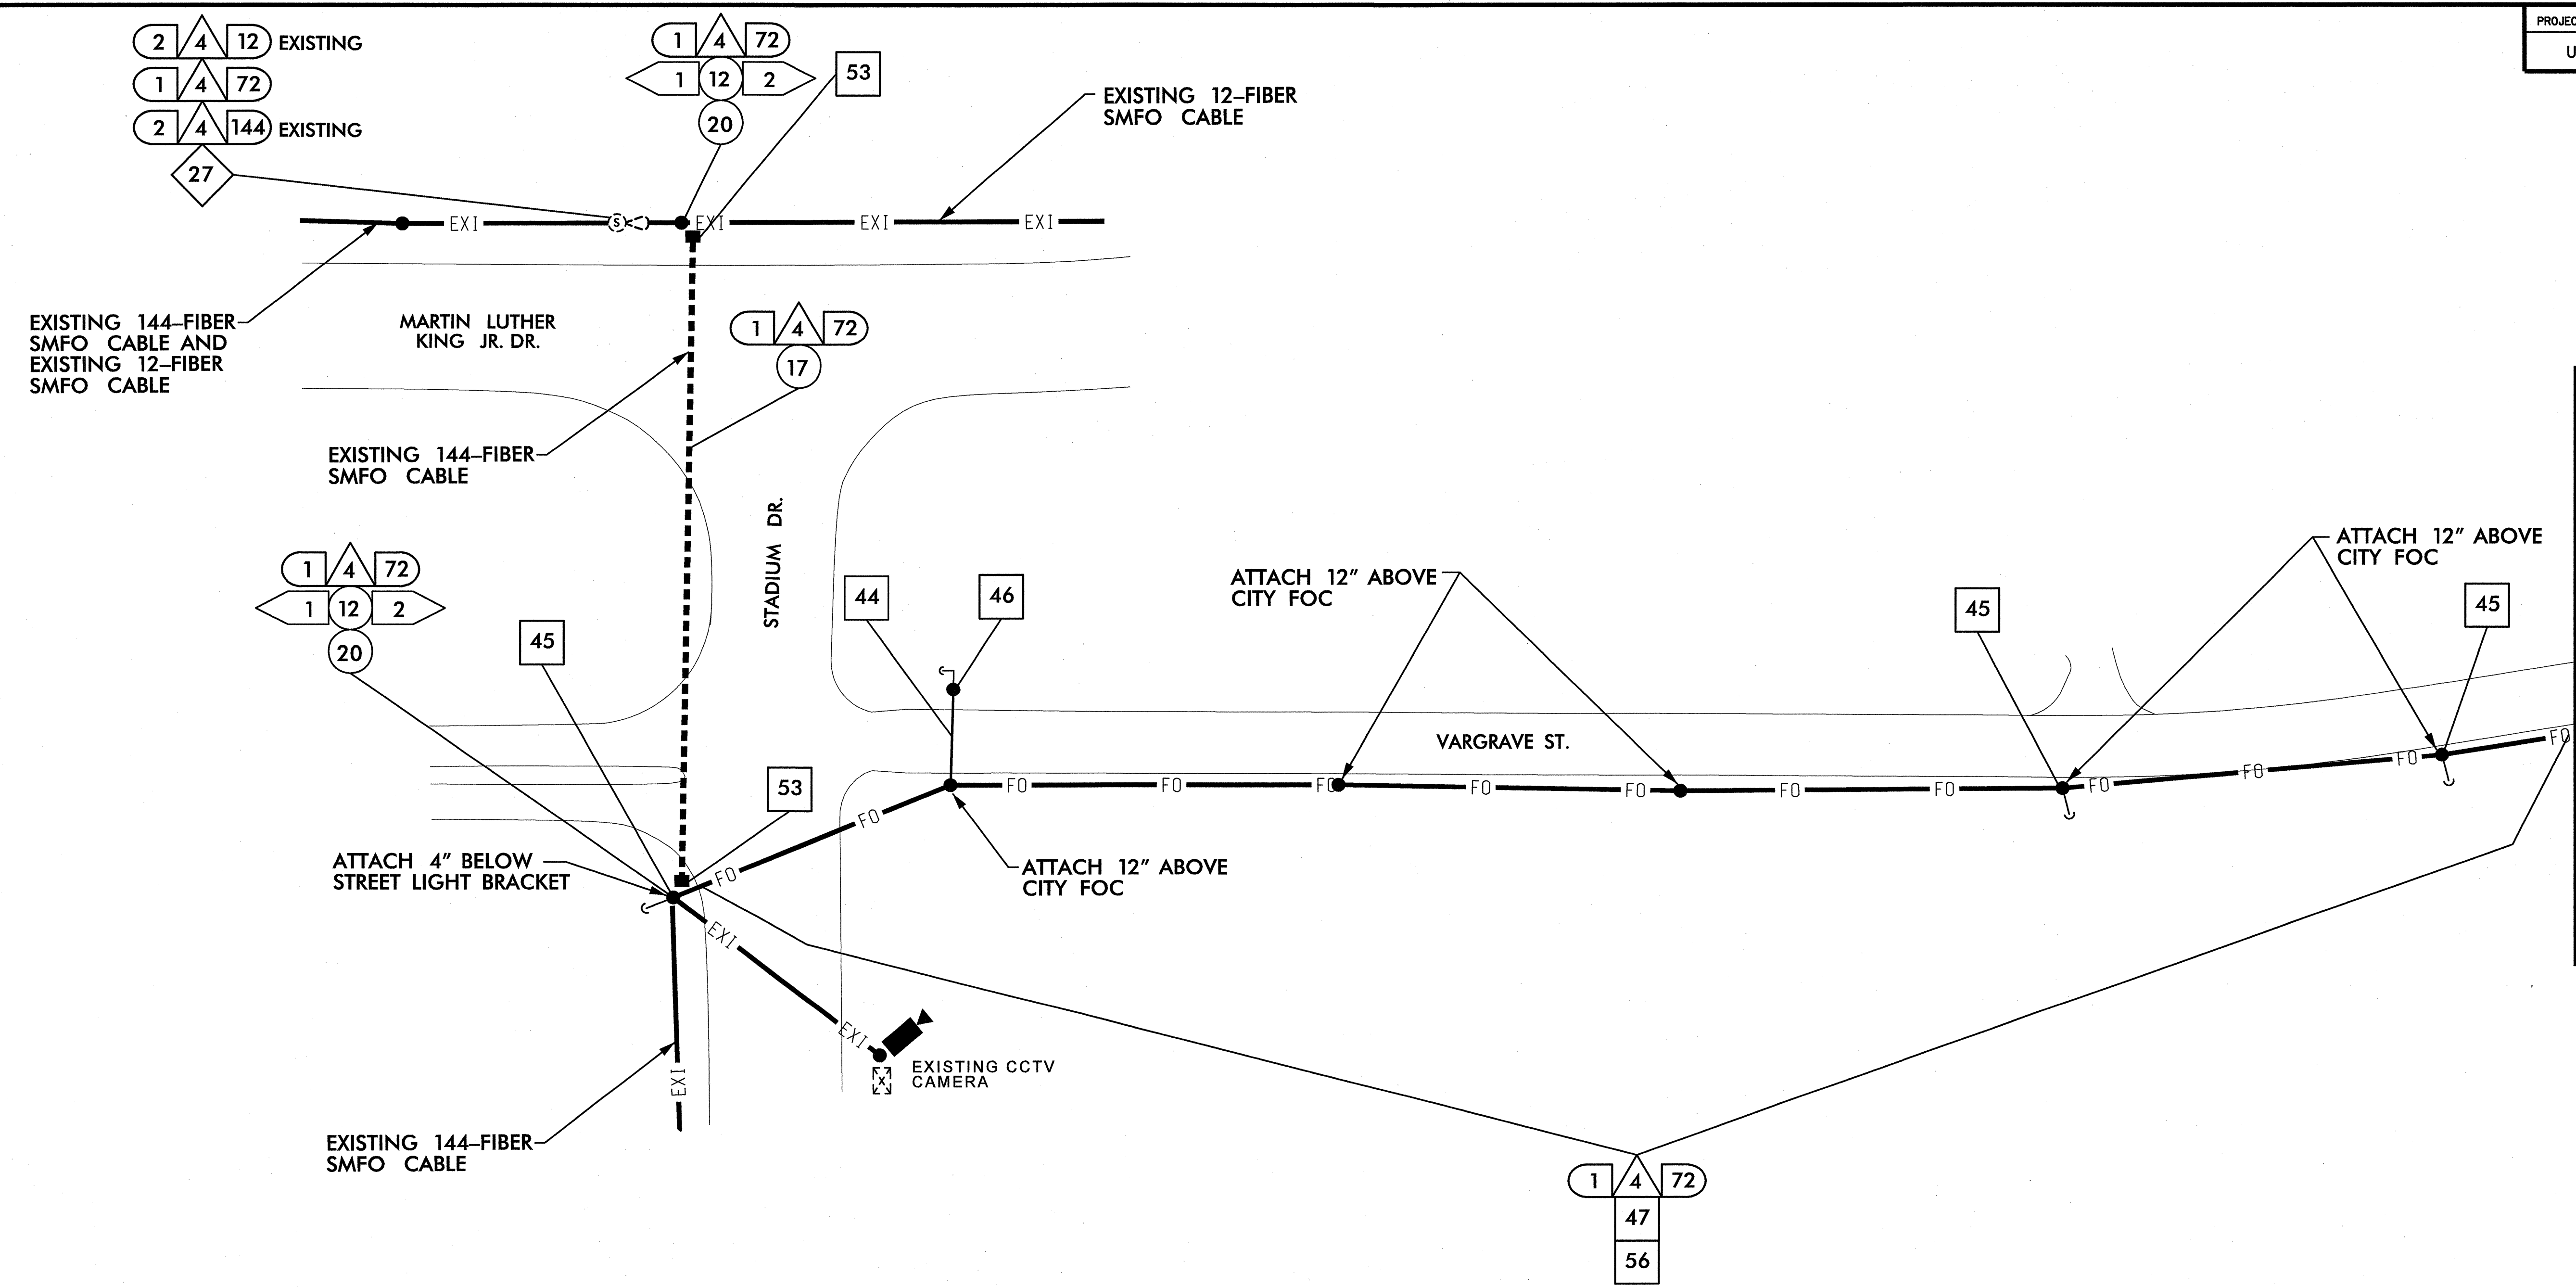 PROJEC
U
2 4 12 EXISTING
1 4 72
2 4 144 EXISTING
27
1 4 72
1 12 2
20
53
EXISTING 12-FIBER
SMFO CABLE
EXI S EXI EXI EXI
EXISTING 144-FIBER
SMFO CABLE AND
EXISTING 12-FIBER
SMFO CABLE
MARTIN LUTHER
KING JR. DR.
1 4 72
17
EXISTING 144-FIBER
SMFO CABLE
STADIUM DR.
1 4 72
1 12 2
20
45
44
46
ATTACH 12" ABOVE
CITY FOC
45
ATTACH 12" ABOVE
CITY FOC
45
VARGRAVE ST.
53
FO FO FO FO FO FO FO FO FO FO FO FO FO
ATTACH 4" BELOW
STREET LIGHT BRACKET
ATTACH 12" ABOVE
CITY FOC
EXI
EXI
EXISTING CCTV
CAMERA
X
EXI
EXISTING 144-FIBER
SMFO CABLE
1 4 72
47
56